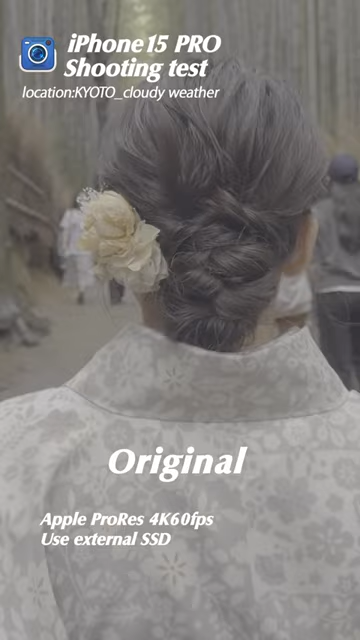 iPhone15 PRO
Shooting test
location:KYOTO_cloudy weather
Original
Apple ProRes 4K60fps
Use external SSD